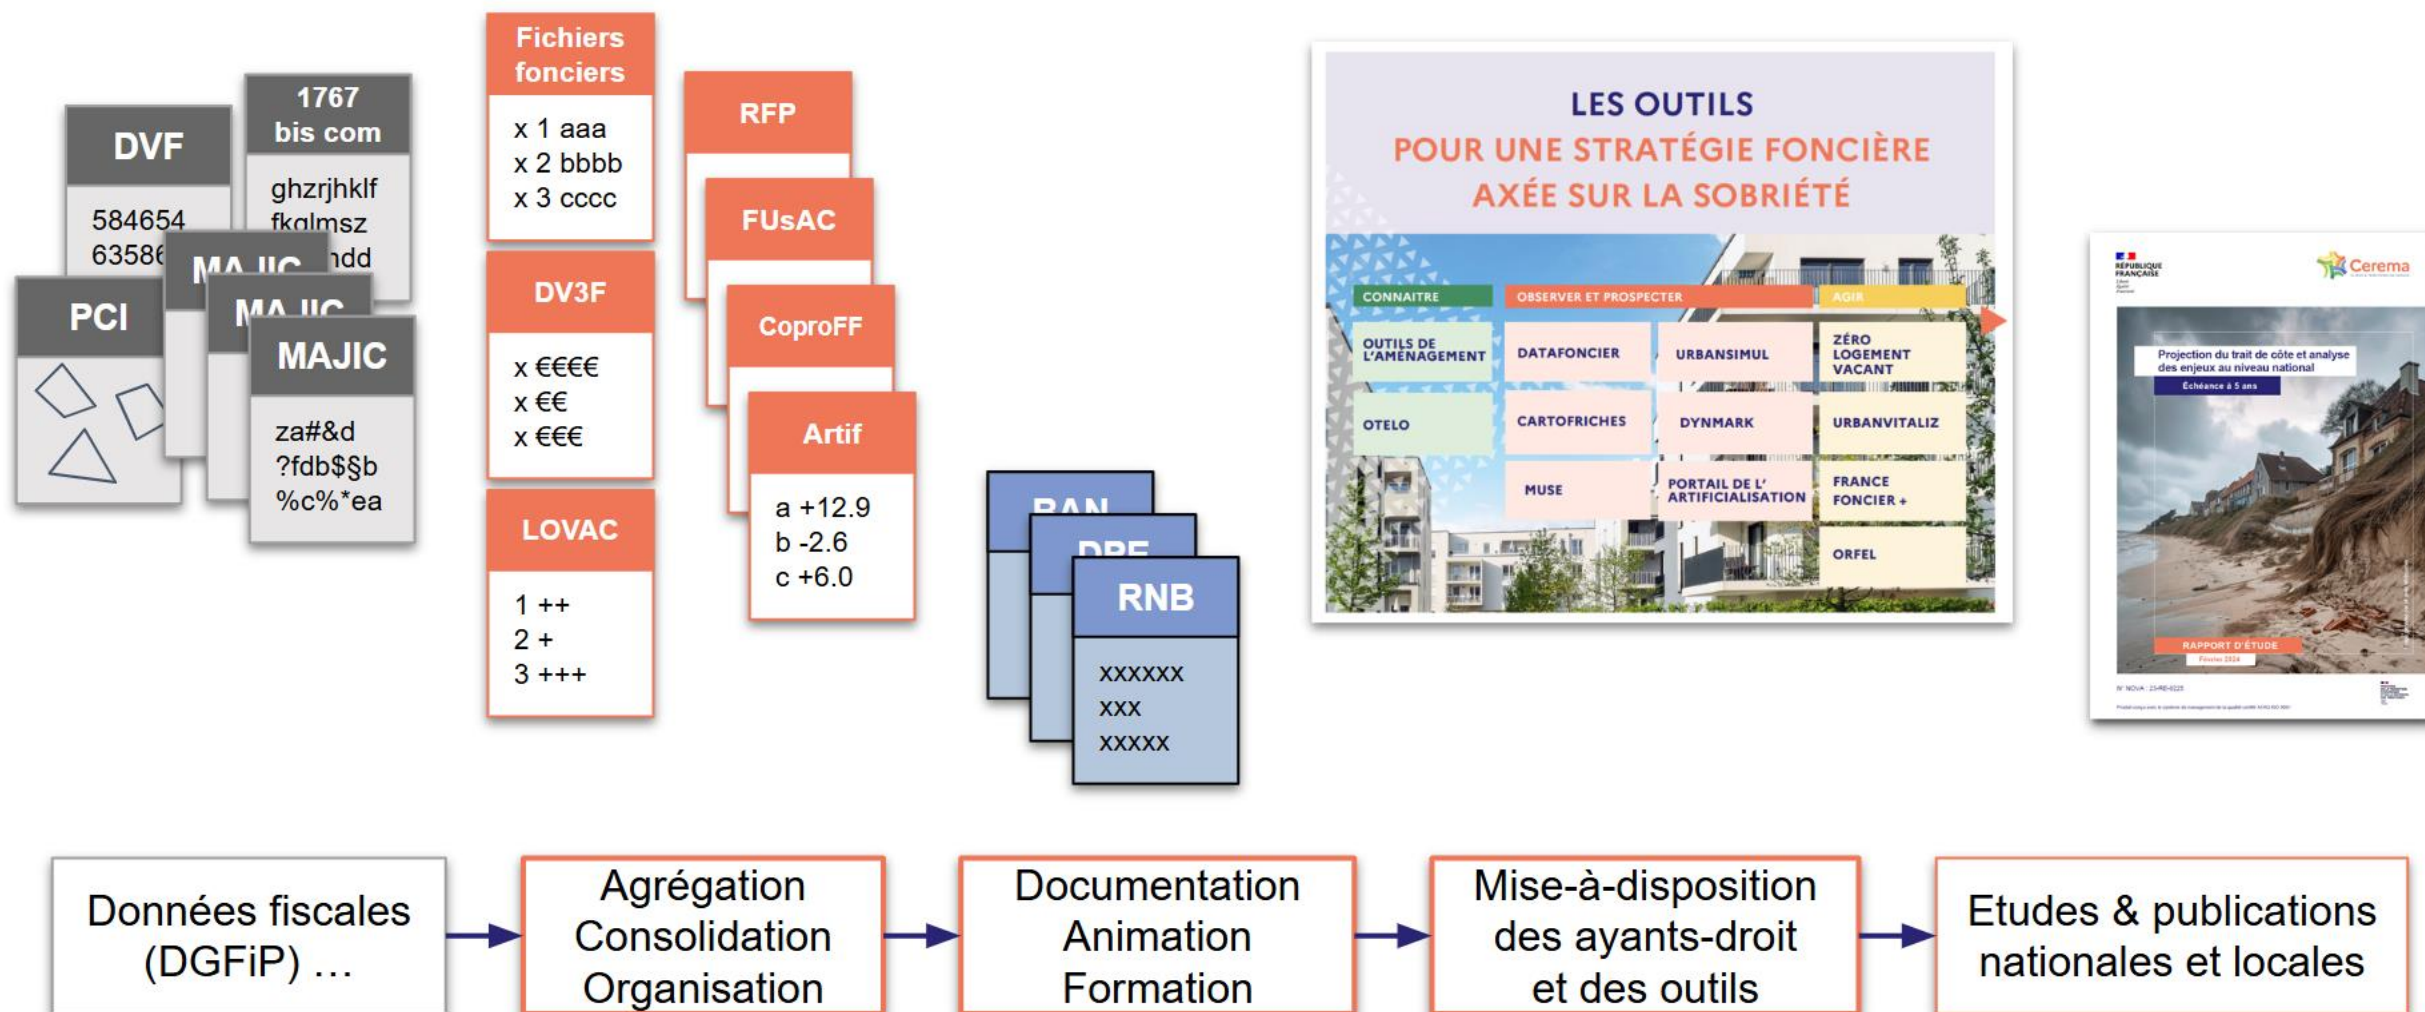 DVF
584654
1767
bis com
ghzrjhklf
PCI
MAJIC
za#&d
?fdb$§b
%c%*ea
Fichiers
fonciers
x 1 aaa
x 2 bbbb
x 3 cccc
DV3F
x €€€€
x €€
x €€€
LOVAC
1 ++
2 +
3 +++
RFP
FUsAC
CoproFF
Artif
a +12.9
b -2.6
c +6.0
RNB
xxxxxx
xxx
xxxxx
LES OUTILS
POUR UNE STRATÉGIE FONCIÈRE
AXÉE SUR LA SOBRIÉTÉ
CONNAITRE
OBSERVER ET PROSPECTER
AGIR
OUTILS DE
L'AMÉNAGEMENT
DATAFONCIER
URBANSIMUL
ZÉRO
LOGEMENT
VACANT
OTELO
CARTOFRICHES
DYNMARK
URBANVITALIZ
MUSE
PORTAIL DE L'
ARTIFICIALISATION
FRANCE
FONCIER +
ORFEL
RÉPUBLIQUE
FRANÇAISE
Cerema
Projection du trait de côte et analyse
des enjeux au niveau national
Échéance à 5 ans
RAPPORT D'ÉTUDE
Février 2024
Données fiscales
(DGFiP) ...
Agrégation
Consolidation
Organisation
Documentation
Animation
Formation
Mise-à-disposition
des ayants-droit
et des outils
Etudes & publications
nationales et locales